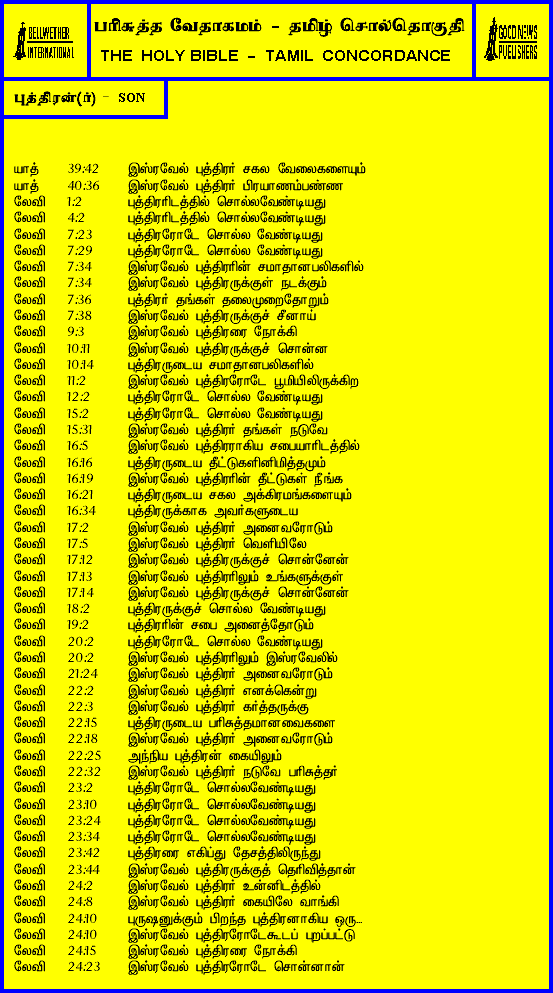 BELLWETHER
INTERNATIONAL
பரிசுத்த வேதாகமம் - தமிழ் சொல்தொகுதி
THE HOLY BIBLE - TAMIL CONCORDANCE
GOOD NEWS
PUBLISHERS
புத்திரன்(ர்) - SON
யாத் 39:42 இஸ்ரவேல் புத்திரர் சகல வேலைகளையும்
யாத் 40:36 இஸ்ரவேல் புத்திரர் பிரயாணம்பண்ண
லேவி 1:2 புத்திரரிடத்தில் சொல்லவேண்டியது
லேவி 4:2 புத்திரரிடத்தில் சொல்லவேண்டியது
லேவி 7:23 புத்திரரோடே சொல்ல வேண்டியது
லேவி 7:29 புத்திரரோடே சொல்ல வேண்டியது
லேவி 7:34 இஸ்ரவேல் புத்திரரின் சமாதானபலிகளில்
லேவி 7:34 இஸ்ரவேல் புத்திரருக்குள் நடக்கும்
லேவி 7:36 புத்திரர் தங்கள் தலைமுறைதோறும்
லேவி 7:38 இஸ்ரவேல் புத்திரருக்குச் சீனாய்
லேவி 9:3 இஸ்ரவேல் புத்திரரை நோக்கி
லேவி 10:11 இஸ்ரவேல் புத்திரருக்குச் சொன்ன
லேவி 10:14 புத்திரருடைய சமாதானபலிகளில்
லேவி 11:2 இஸ்ரவேல் புத்திரரோடே பூமியிலிருக்கிற
லேவி 12:2 புத்திரரோடே சொல்ல வேண்டியது
லேவி 15:2 புத்திரரோடே சொல்ல வேண்டியது
லேவி 15:31 இஸ்ரவேல் புத்திரர் தங்கள் நடுவே
லேவி 16:5 இஸ்ரவேல் புத்திரராகிய சபையாரிடத்தில்
லேவி 16:16 புத்திரருடைய தீட்டுகளினிமித்தமும்
லேவி 16:19 இஸ்ரவேல் புத்திரரின் தீட்டுகள் நீங்க
லேவி 16:21 புத்திரருடைய சகல அக்கிரமங்களையும்
லேவி 16:34 புத்திரருக்காக அவர்களுடைய
லேவி 17:2 இஸ்ரவேல் புத்திரர் அனைவரோடும்
லேவி 17:5 இஸ்ரவேல் புத்திரர் வெளியிலே
லேவி 17:12 இஸ்ரவேல் புத்திரருக்குச் சொன்னேன்
லேவி 17:13 இஸ்ரவேல் புத்திரரிலும் உங்களுக்குள்
லேவி 17:14 இஸ்ரவேல் புத்திரருக்குச் சொன்னேன்
லேவி 18:2 புத்திரருக்குச் சொல்ல வேண்டியது
லேவி 19:2 புத்திரரின் சபை அனைத்தோடும்
லேவி 20:2 புத்திரரோடே சொல்ல வேண்டியது
லேவி 20:2 இஸ்ரவேல் புத்திரரிலும் இஸ்ரவேலில்
லேவி 21:24 இஸ்ரவேல் புத்திரர் அனைவரோடும்
லேவி 22:2 இஸ்ரவேல் புத்திரர் எனக்கென்று
லேவி 22:3 இஸ்ரவேல் புத்திரர் கர்த்தருக்கு
லேவி 22:15 புத்திரருடைய பரிசுத்தமானவைகளை
லேவி 22:18 இஸ்ரவேல் புத்திரர் அனைவரோடும்
லேவி 22:25 அந்நிய புத்திரன் கையிலும்
லேவி 22:32 இஸ்ரவேல் புத்திரர் நடுவே பரிசுத்தர்
லேவி 23:2 புத்திரரோடே சொல்லவேண்டியது
லேவி 23:10 புத்திரரோடே சொல்லவேண்டியது
லேவி 23:24 புத்திரரோடே சொல்லவேண்டியது
லேவி 23:34 புத்திரரோடே சொல்லவேண்டியது
லேவி 23:42 புத்திரரை எகிப்து தேசத்திலிருந்து
லேவி 23:44 இஸ்ரவேல் புத்திரருக்குத் தெரிவித்தான்
லேவி 24:2 இஸ்ரவேல் புத்திரர் உன்னிடத்தில்
லேவி 24:8 இஸ்ரவேல் புத்திரர் கையிலே வாங்கி
லேவி 24:10 புருஷனுக்கும் பிறந்த புத்திரனாகிய ஒரு...
லேவி 24:10 இஸ்ரவேல் புத்திரரோடேகூடப் புறப்பட்டு
லேவி 24:15 இஸ்ரவேல் புத்திரரை நோக்கி
லேவி 24:23 இஸ்ரவேல் புத்திரரோடே சொன்னான்